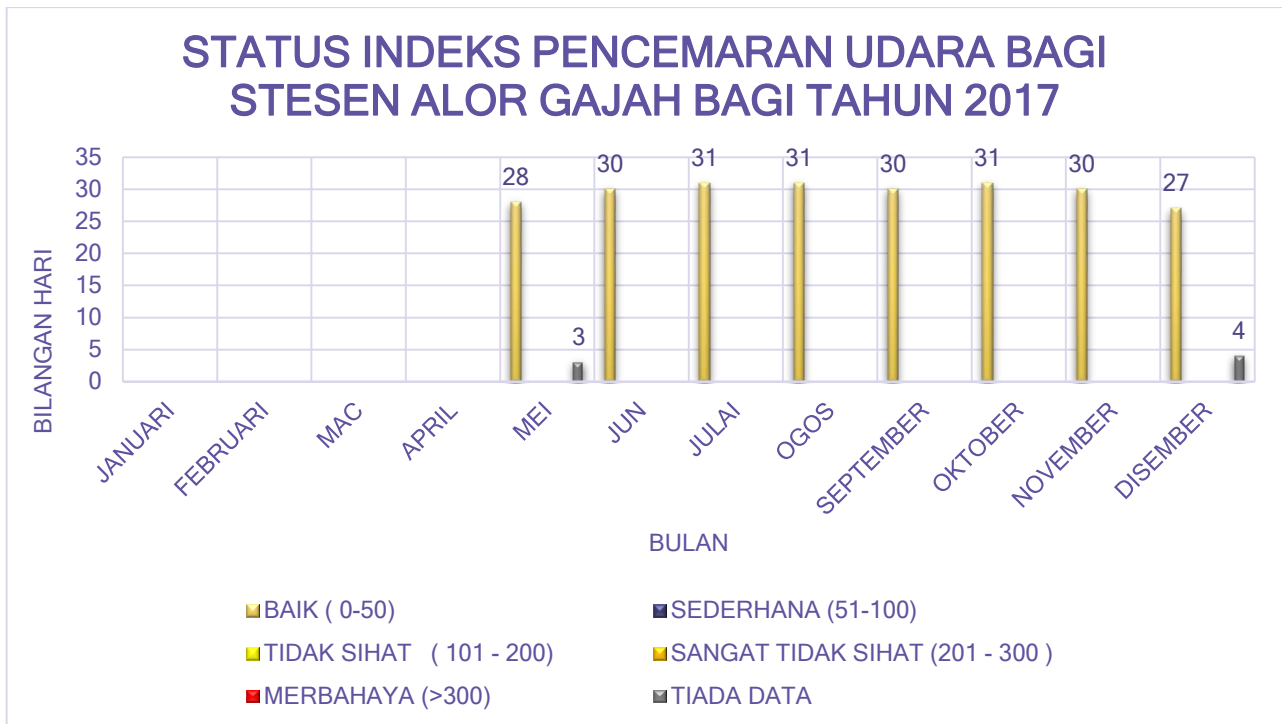 STATUS INDEKS PENCEMARAN UDARA BAGI
STESEN ALOR GAJAH BAGI TAHUN 2017
BILANGAN HARI
35
30
25
20
15
10
5
0
28
3
30
31
31
30
31
30
27
4
JANUARI
FEBRUARI
MAC
APRIL
MEI
JUN
JULAI
OGOS
SEPTEMBER
OKTOBER
NOVEMBER
DISEMBER
BULAN
BAIK ( 0-50)
SEDERHANA (51-100)
TIDAK SIHAT ( 101 - 200)
SANGAT TIDAK SIHAT (201 - 300 )
MERBAHAYA (>300)
TIADA DATA